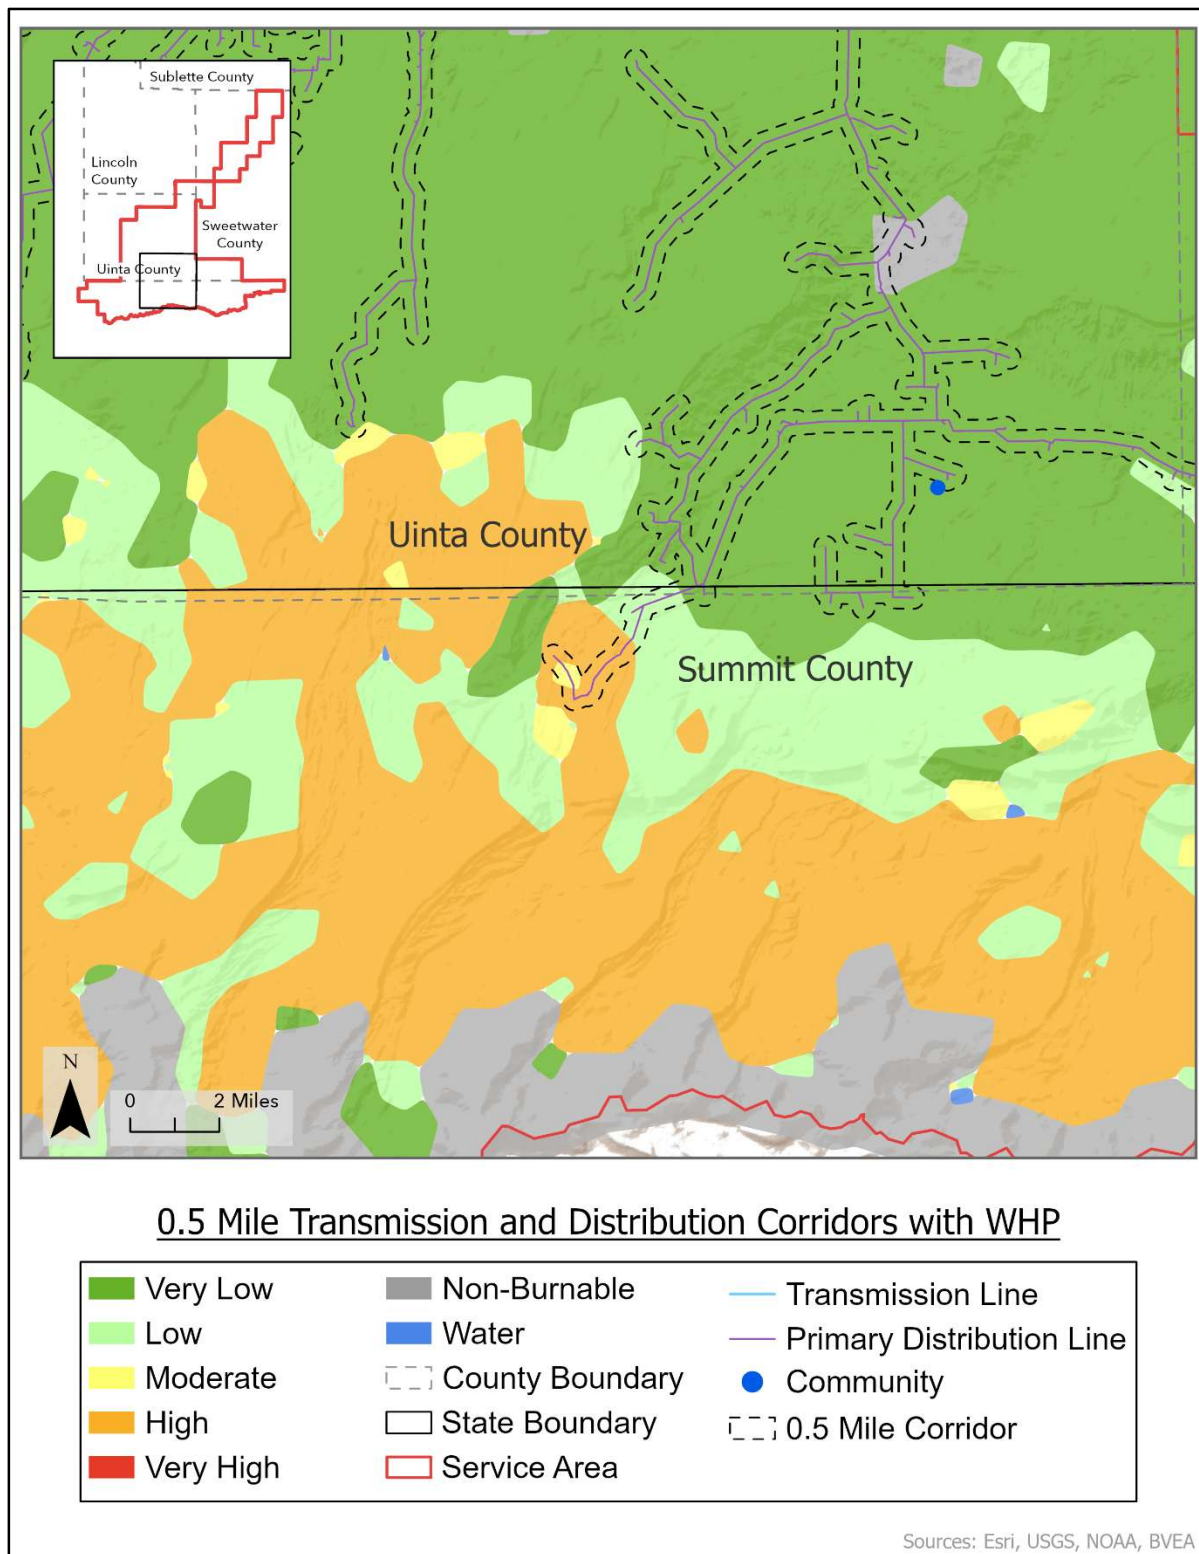 Sublette County
Lincoln
County
Sweetwater
County
Uinta County
Uinta County
Summit County
N
0 2 Miles
0.5 Mile Transmission and Distribution Corridors with WHP
Very Low
Low
Moderate
High
Very High
Non-Burnable
Water
County Boundary
State Boundary
Service Area
Transmission Line
Primary Distribution Line
Community
0.5 Mile Corridor
Sources: Esri, USGS, NOAA, BVEA